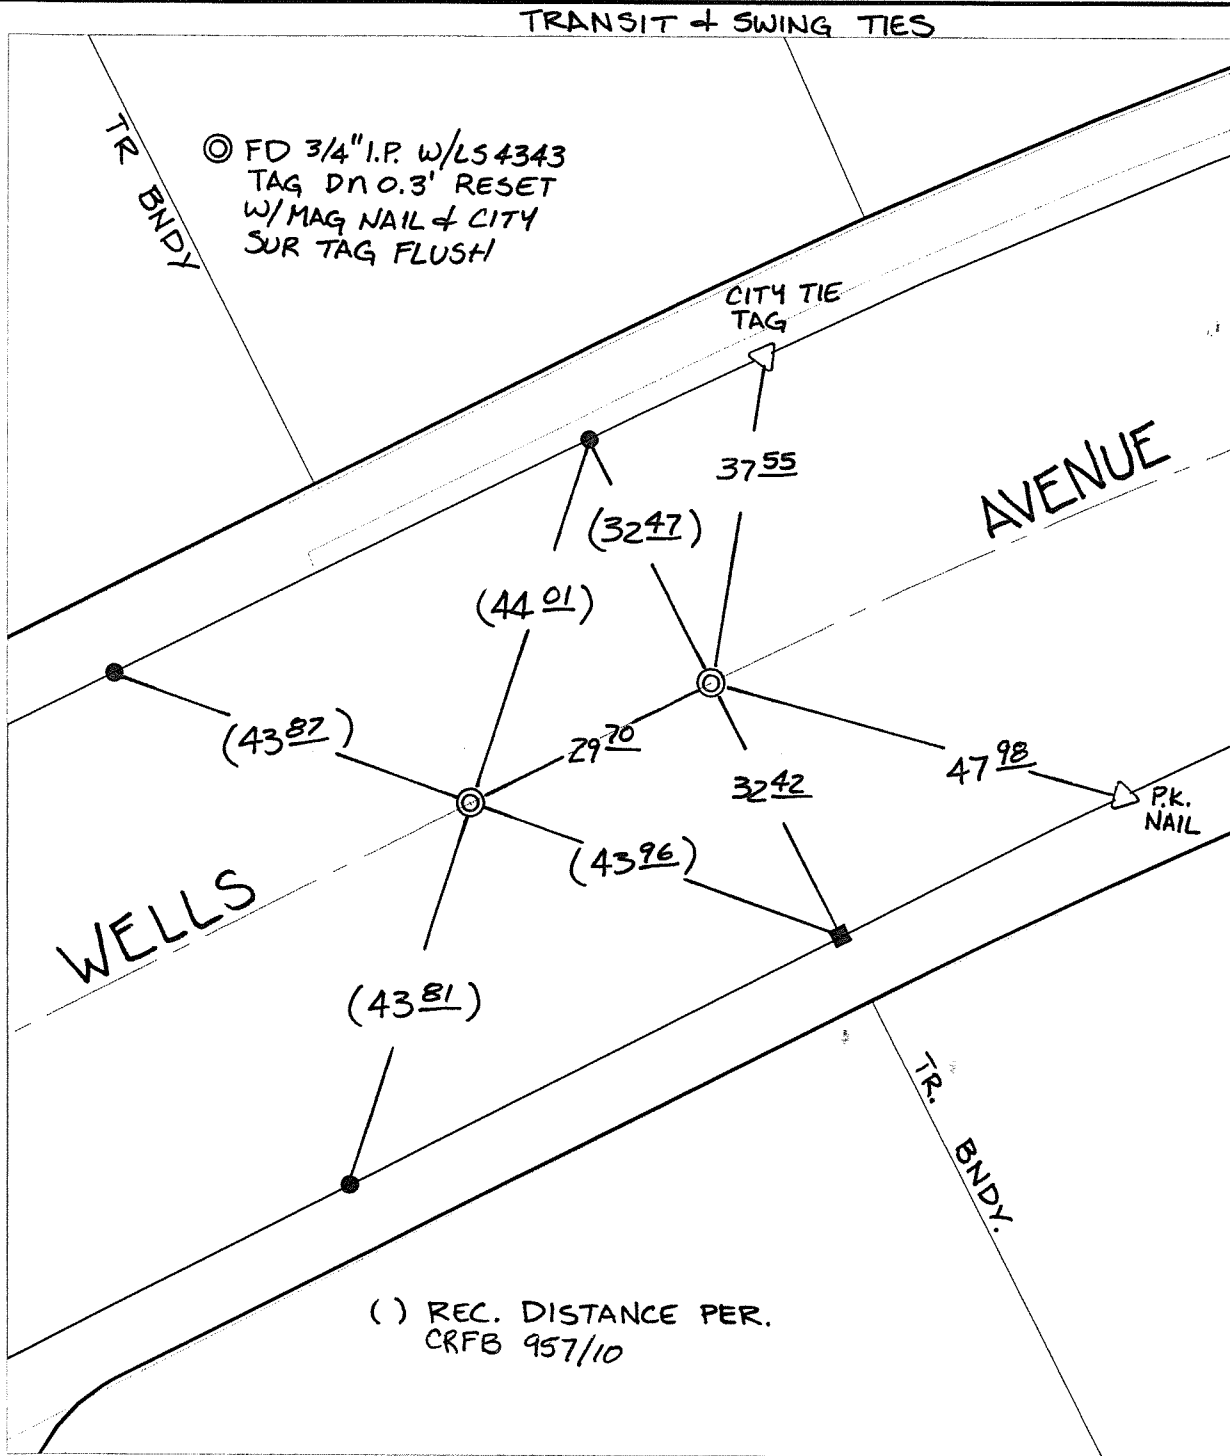 TRANSIT & SWING TIES
TR BNDY
◎ FD 3/4" I.P. W/LS 4343
TAG Dn 0.3' RESET
W/ MAG NAIL & CITY
SUR TAG FLUSH
CITY TIE
TAG
37 55
AVENUE
(32 47)
(44 01)
(43 87)
29 70
47 98
32 42
P.K.
NAIL
(43 96)
WELLS
(43 81)
TR. BNDY.
( ) REC. DISTANCE PER.
CRFB 957/10